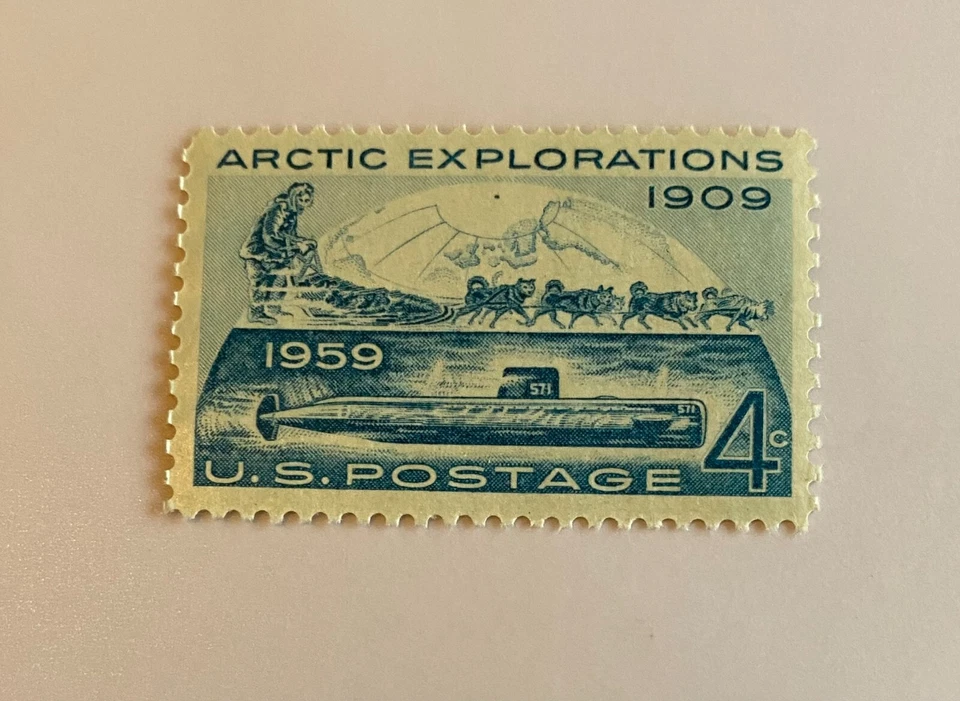 ARCTIC EXPLORATIONS
1909
1959
571
571
4c
U.S. POSTAGE